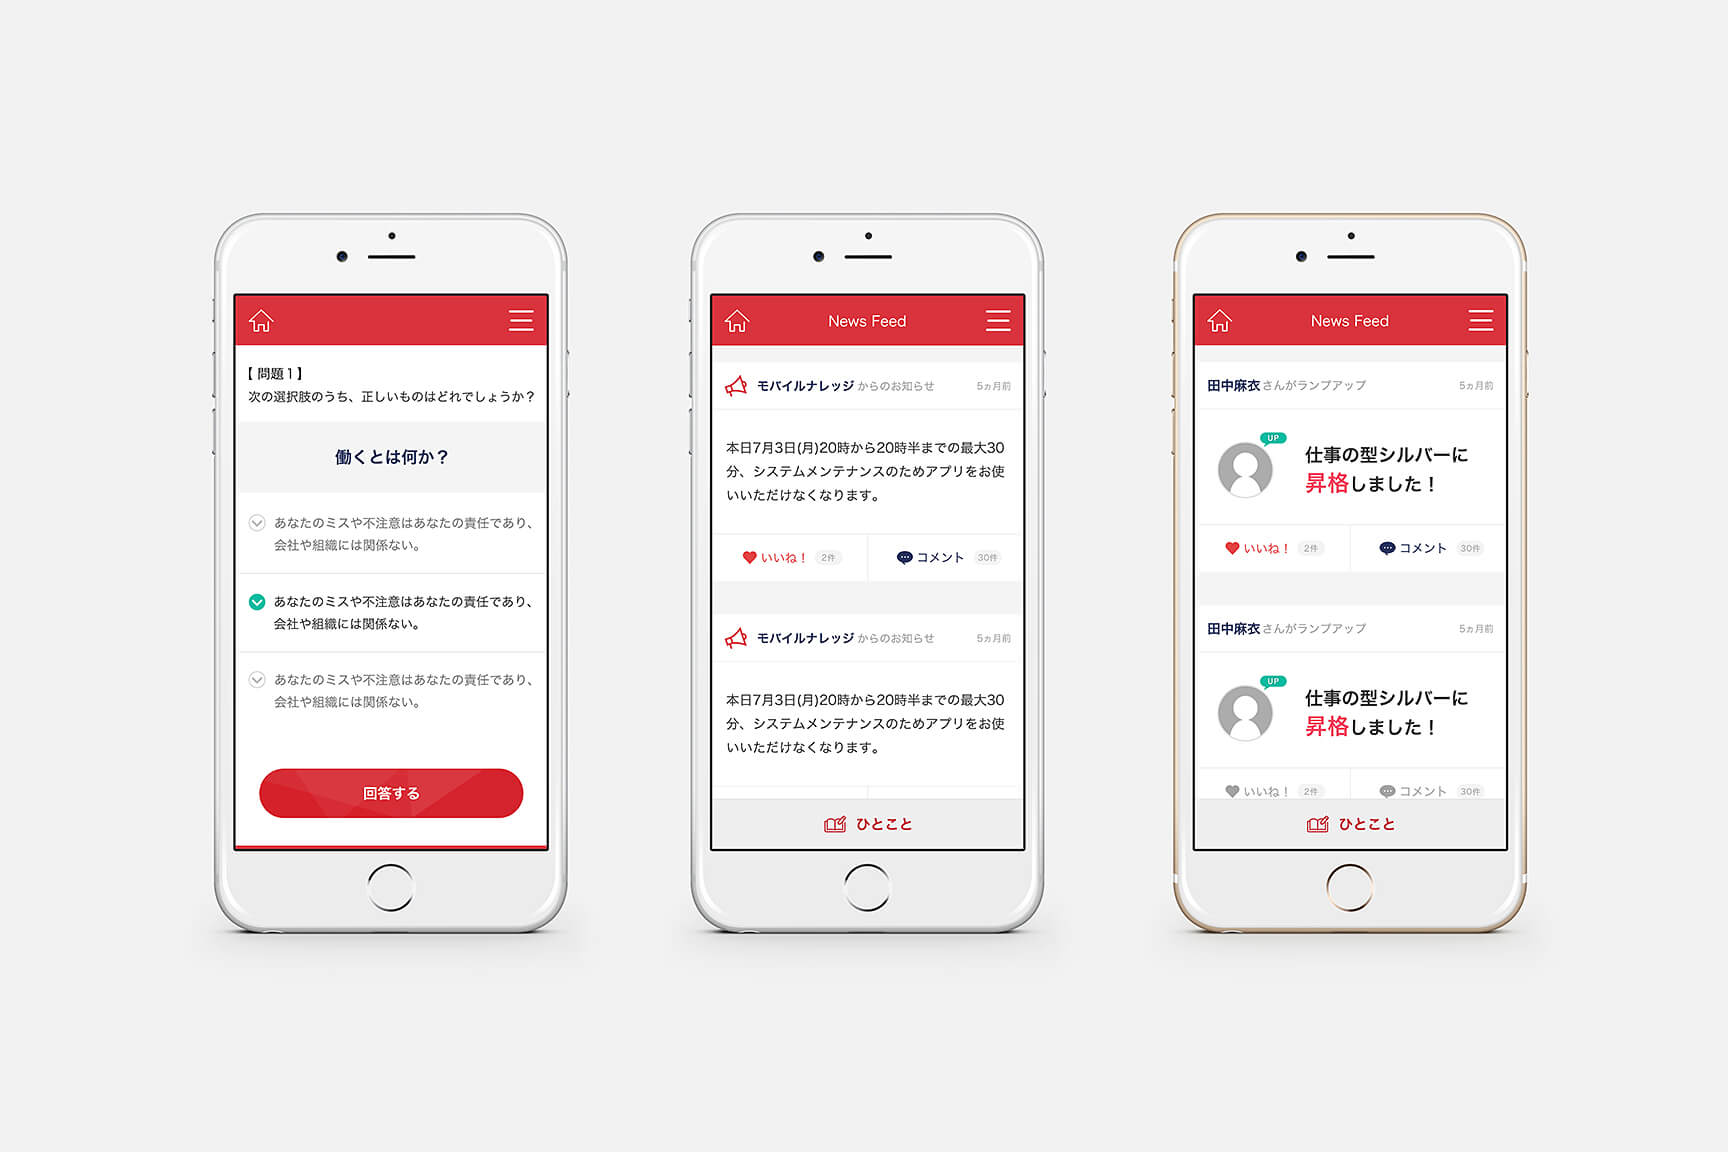 【問題1】
次の選択肢のうち、正しいものはどれでしょうか？
働くとは何か？
あなたのミスや不注意はあなたの責任であり、
会社や組織には関係ない。
あなたのミスや不注意はあなたの責任であり、
会社や組織には関係ない。
あなたのミスや不注意はあなたの責任であり、
会社や組織には関係ない。
回答する
News Feed
モバイルナレッジ からのお知らせ 5ヵ月前
本日7月3日(月)20時から20時半までの最大30
分、システムメンテナンスのためアプリをお使
いいただけなくなります。
いいね！ 2件 コメント 30件
モバイルナレッジ からのお知らせ 5ヵ月前
本日7月3日(月)20時から20時半までの最大30
分、システムメンテナンスのためアプリをお使
いいただけなくなります。
ひとこと
News Feed
田中麻衣さんがランプアップ 5ヵ月前
UP
仕事の型シルバーに
昇格しました！
いいね！ 2件 コメント 30件
田中麻衣さんがランプアップ 5ヵ月前
UP
仕事の型シルバーに
昇格しました！
いいね！ 2件 コメント 30件
ひとこと